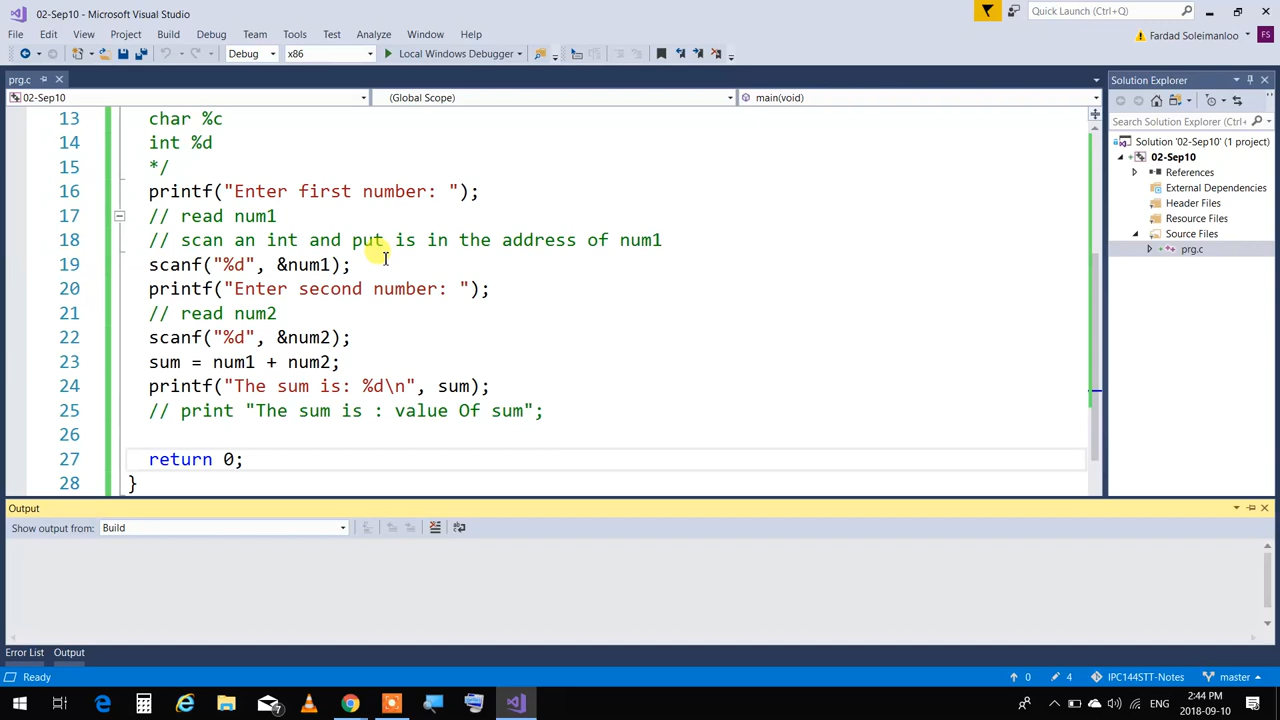 02-Sep10 - Microsoft Visual Studio
Quick Launch (Ctrl+Q)
File Edit View Project Build Debug Team Tools Test Analyze Window Help
Fardad Soleimanloo FS
Debug x86 Local Windows Debugger
prg.c
Solution Explorer
02-Sep10 (Global Scope) main(void)
Search Solution Explorer (Ctrl+
13 char %c
14 int %d
15 */
16 printf("Enter first number: ");
17 // read num1
18 // scan an int and put is in the address of num1
19 scanf("%d", &num1);
20 printf("Enter second number: ");
21 // read num2
22 scanf("%d", &num2);
23 sum = num1 + num2;
24 printf("The sum is: %d\n", sum);
25 // print "The sum is : value Of sum";
26
27 return 0;
28 }
Solution '02-Sep10' (1 project)
02-Sep10
References
External Dependencies
Header Files
Resource Files
Source Files
prg.c
Output
Show output from: Build
Error List Output
Ready
0 4 IPC144STT-Notes master
7
ENG
2:44 PM
2018-09-10